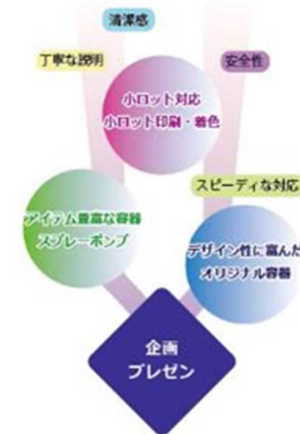 清潔感
丁寧な説明
安全性
小ロット対応
小ロット印刷・着色
スピーディな対応
アイテム豊富な容器
スプレーポンプ
デザイン性に富んだ
オリジナル容器
企画
プレゼン